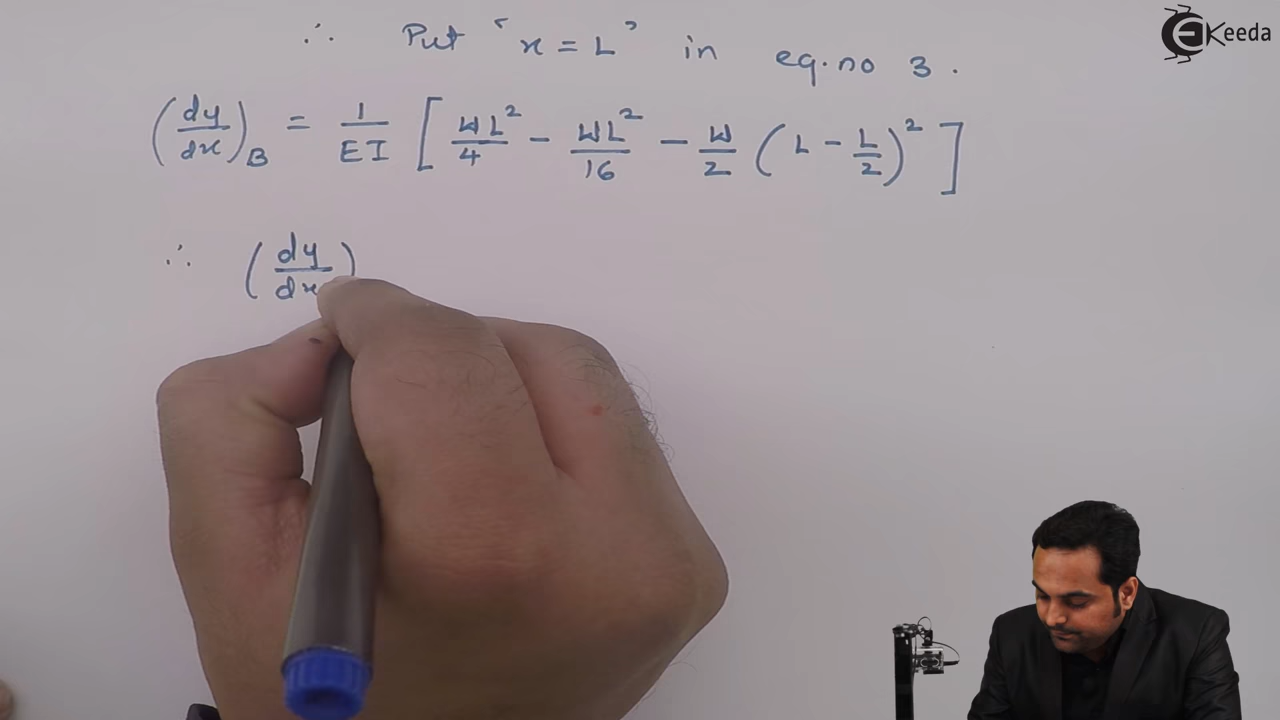 Ekeeda
∴ Put 'x = L' in eq.no 3.
(dy/dx)B = 1/EI [ WL²/4 - WL²/16 - W/2 ( L - L/2 )² ]
∴ (dy/dx)